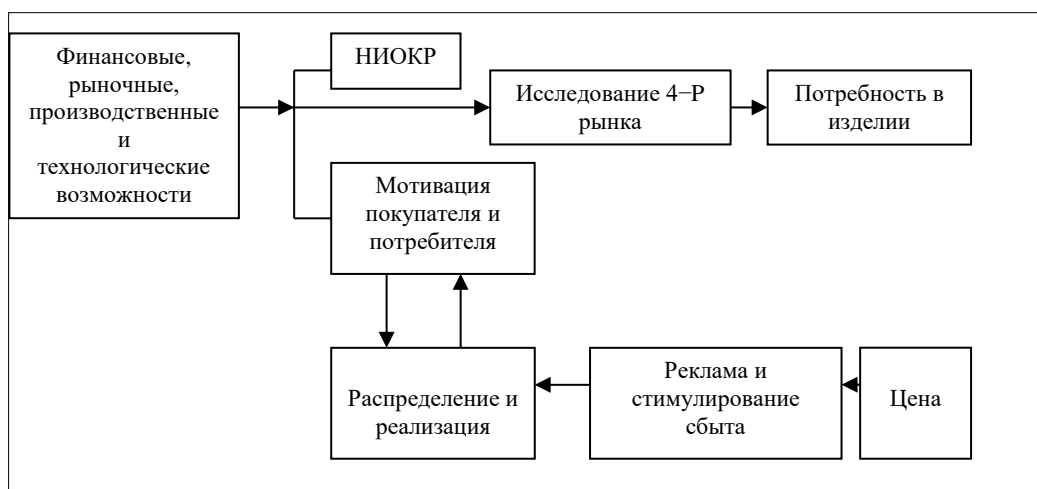 Финансовые,
рыночные,
производственные
и
технологические
возможности
НИОКР
Исследование 4−Р
рынка
Потребность в
изделии
Мотивация
покупателя и
потребителя
Распределение и
реализация
Реклама и
стимулирование
сбыта
Цена